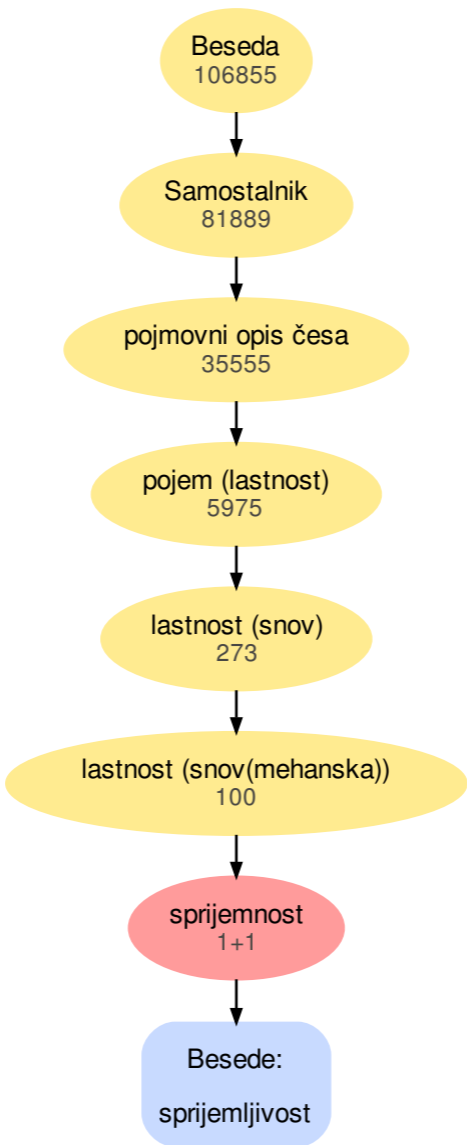 Beseda
106855
Samostalnik
81889
pojmovni opis česa
35555
pojem (lastnost)
5975
lastnost (snov)
273
lastnost (snov(mehanska))
100
sprijemnost
1+1
Besede:
sprijemljivost